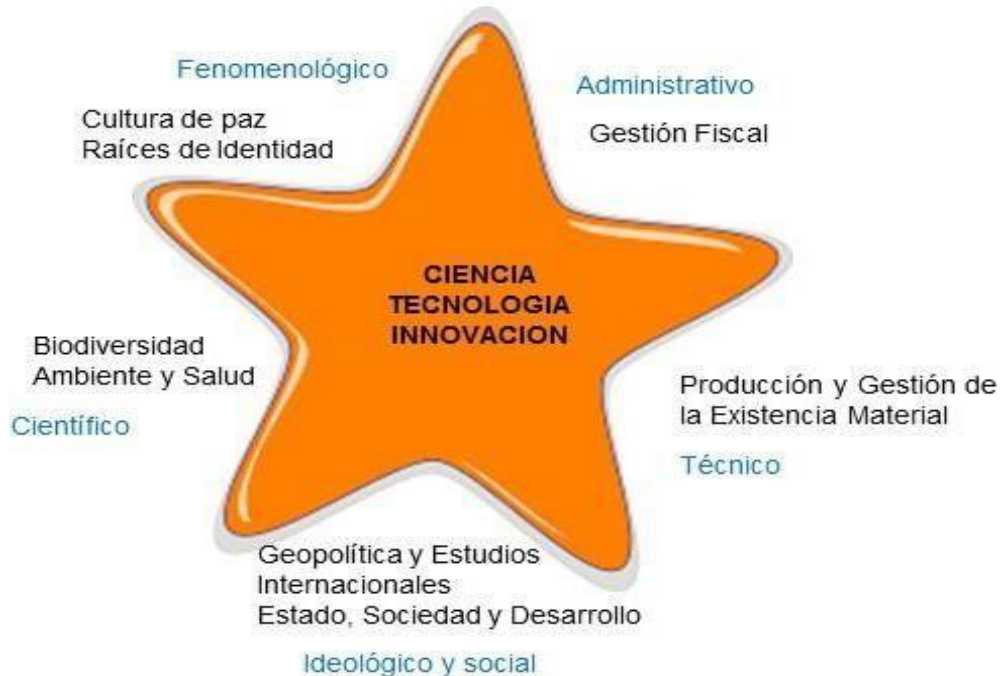 Fenomenológico
Cultura de paz
Raíces de Identidad
Administrativo
Gestión Fiscal
CIENCIA
TECNOLOGIA
INNOVACION
Biodiversidad
Ambiente y Salud
Científico
Producción y Gestión de
la Existencia Material
Técnico
Geopolítica y Estudios
Internacionales
Estado, Sociedad y Desarrollo
Ideológico y social